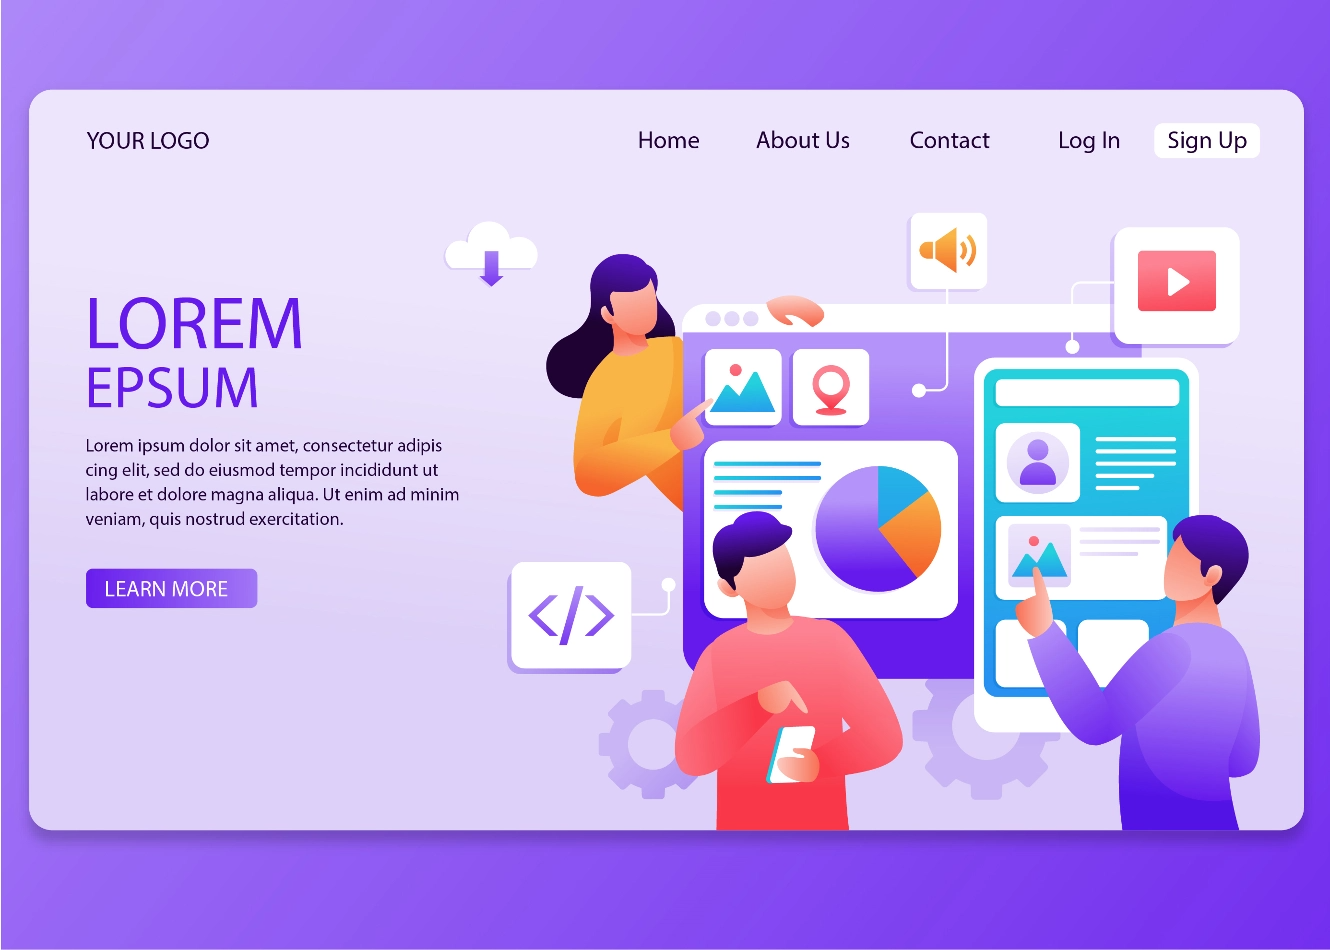 YOUR LOGO Home About Us Contact Log In Sign Up
LOREM
EPSUM
Lorem ipsum dolor sit amet, consectetur adipis
cing elit, sed do eiusmod tempor incididunt ut
labore et dolore magna aliqua. Ut enim ad minim
veniam, quis nostrud exercitation.
LEARN MORE
</>